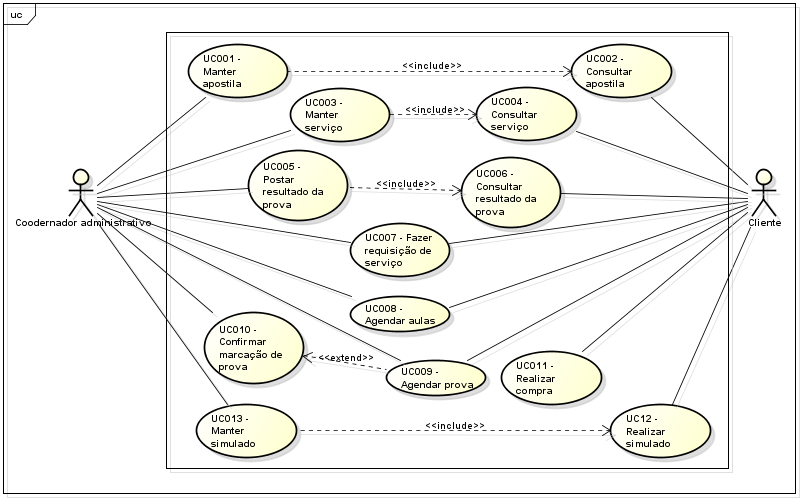 uc
UC001 -
Manter
apostila
<<include>>
UC002 -
Consultar
apostila
UC003 -
Manter
serviço
<<include>>
UC004 -
Consultar
serviço
UC005 -
Postar
resultado da
prova
<<include>>
UC006 -
Consultar
resultado da
prova
Coodernador administrativo
Cliente
UC007 - Fazer
requisição de
serviço
UC008 -
Agendar aulas
UC010 -
Confirmar
marcação de
prova
<<extend>>
UC009 -
Agendar prova
UC011 -
Realizar
compra
UC013 -
Manter
simulado
<<include>>
UC12 -
Realizar
simulado